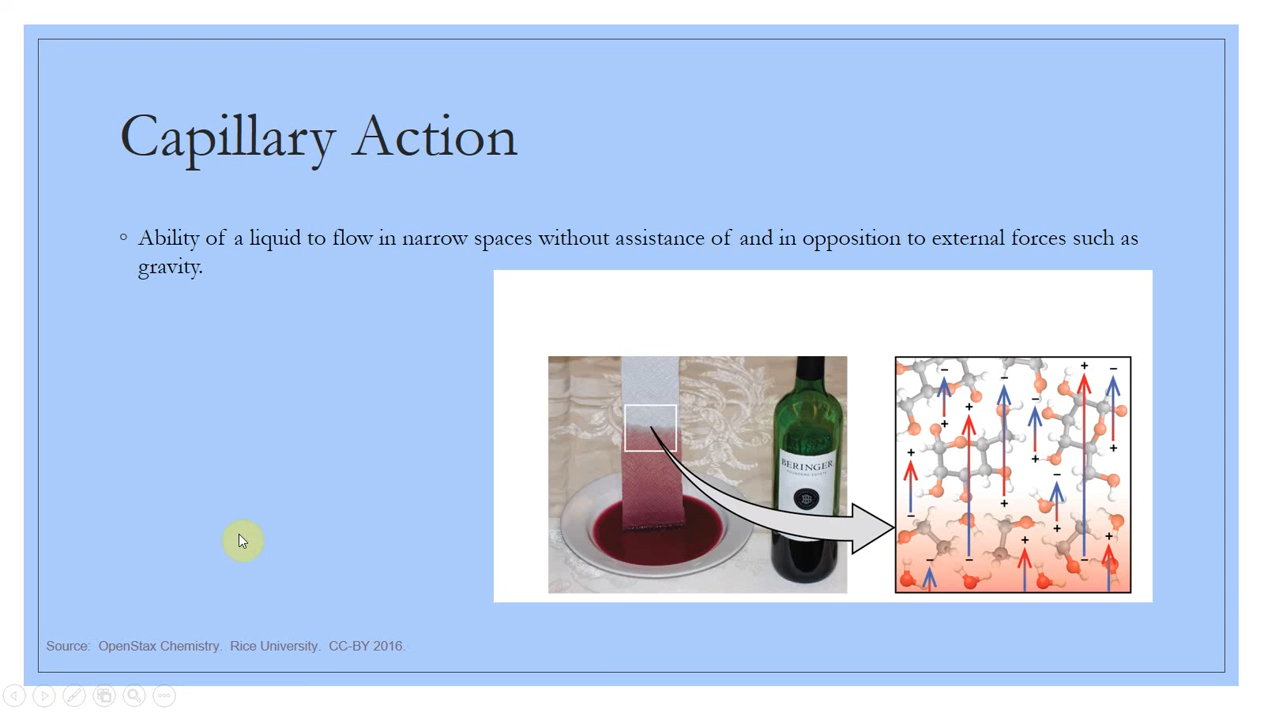 Capillary Action
◦ Ability of a liquid to flow in narrow spaces without assistance of and in opposition to external forces such as
gravity.
BERINGER
Source: OpenStax Chemistry. Rice University. CC-BY 2016.